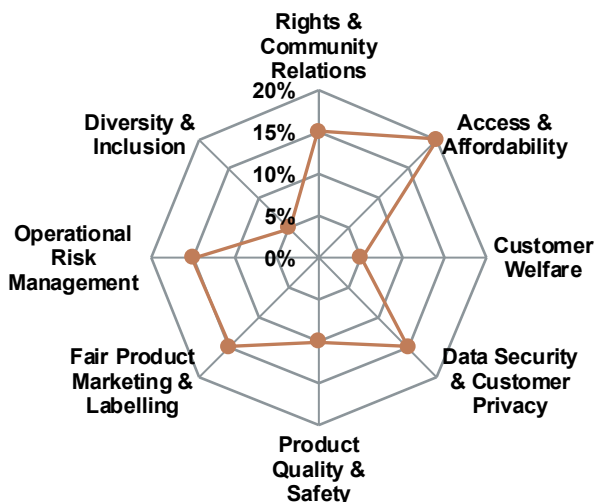 Rights &
Community
Relations
20%
15%
10%
5%
0%
Access &
Affordability
Customer
Welfare
Data Security
& Customer
Privacy
Product
Quality &
Safety
Fair Product
Marketing &
Labelling
Operational
Risk
Management
Diversity &
Inclusion